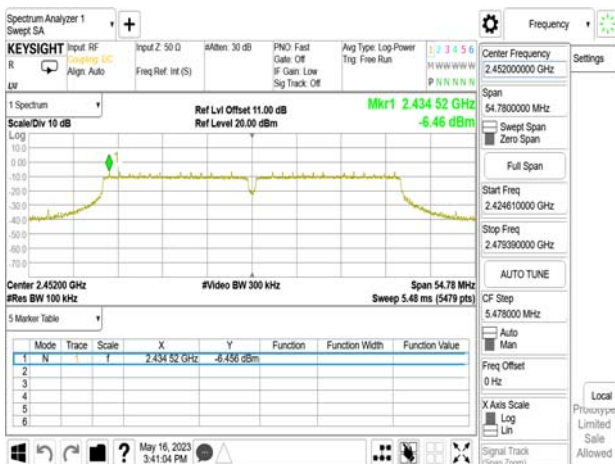 Spectrum Analyzer 1
Swept SA
Frequency
KEYSIGHT
R
Input: RF
Coupling: DC
Align: Auto
Input Z: 50 Ω
Freq Ref: Int (S)
#Atten: 30 dB
PNO: Fast
Gate: Off
IF Gain: Low
Sig Track: Off
Avg Type: Log-Power
Trig: Free Run
1 2 3 4 5 6
M W W W W W
P N N N N N
1 Spectrum
Scale/Div 10 dB
Ref Lvl Offset 11.00 dB
Ref Level 20.00 dBm
Mkr1 2.434 52 GHz
-6.46 dBm
Log
10.0
0.00
-10.0
-20.0
-30.0
-40.0
-50.0
-60.0
-70.0
1
Center 2.45200 GHz
#Res BW 100 kHz
#Video BW 300 kHz
Span 54.78 MHz
Sweep 5.48 ms (5479 pts)
5 Marker Table
Mode Trace Scale X Y Function Function Width Function Value
1 N 1 f 2.434 52 GHz -6.456 dBm
2
3
4
5
6
May 16, 2023
3:41:04 PM
Center Frequency
2.452000000 GHz
Settings
Span
54.7800000 MHz
Swept Span
Zero Span
Full Span
Start Freq
2.424610000 GHz
Stop Freq
2.479390000 GHz
AUTO TUNE
CF Step
5.478000 MHz
Auto
Man
Freq Offset
0 Hz
X Axis Scale
Log
Lin
Local
Prototype
Limited
Sale
Allowed
Signal Track
(Span Zoom)